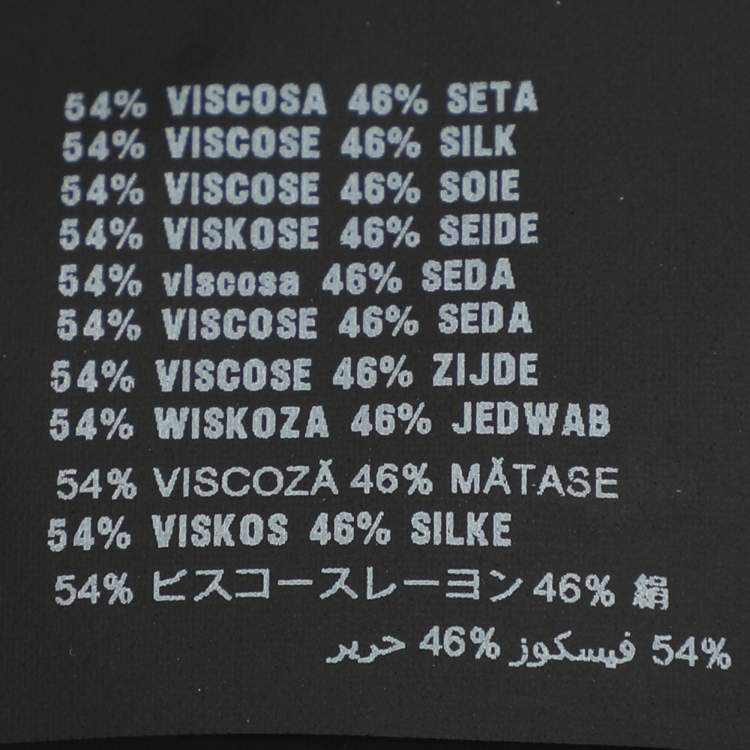 54% VISCOSA 46% SETA
54% VISCOSE 46% SILK
54% VISCOSE 46% SOIE
54% VISKOSE 46% SEIDE
54% viscosa 46% SEDA
54% VISCOSE 46% SEDA
54% VISCOSE 46% ZIJDE
54% WISKOZA 46% JEDWAB
54% VISCOZĂ 46% MĂTASE
54% VISKOS 46% SILKE
54% ビスコースレーヨン 46% 絹
54% فيسكوز 46% حرير